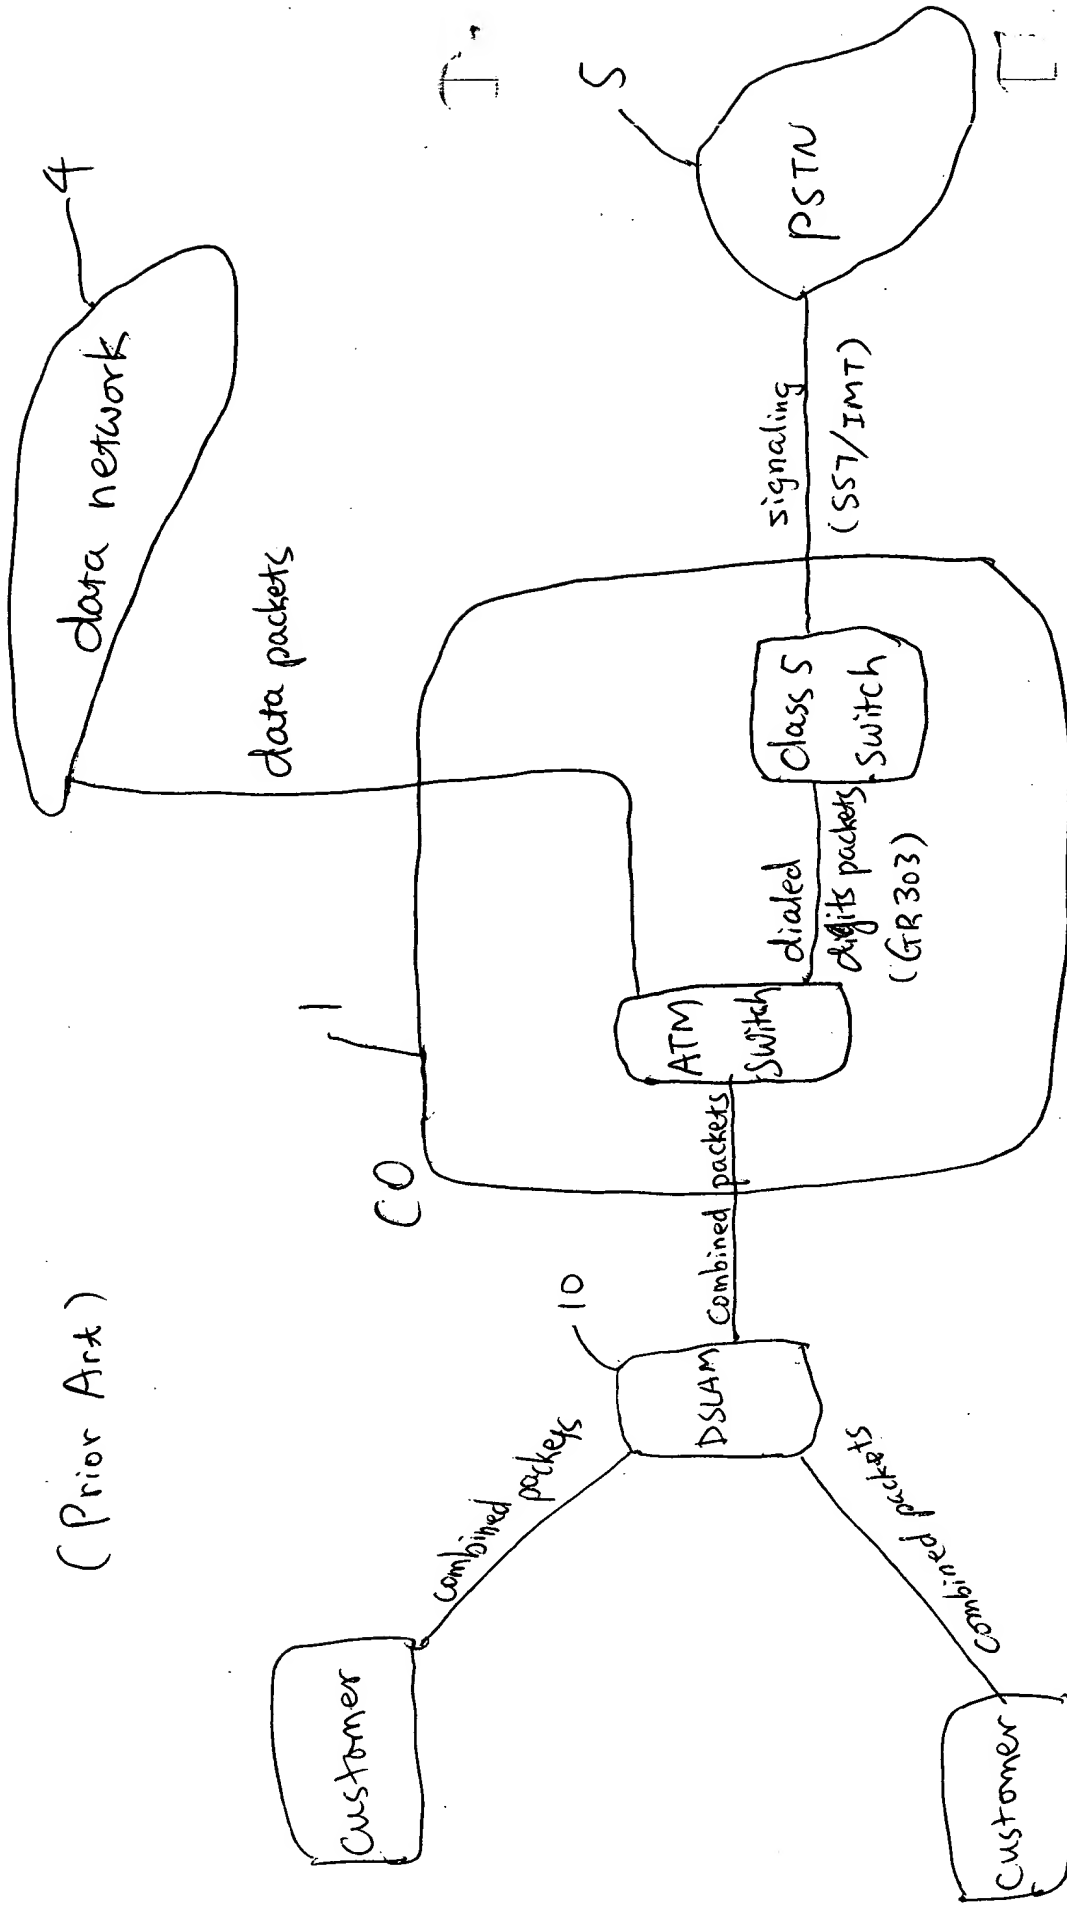 (Prior Art)
4
data network
data packets
CO
1
5
PSTN
signaling
(SS7/IMT)
Class 5
Switch
dialed
digits packets
(GR303)
ATM
Switch
combined packets
10
DSLAM
combined packets
combined packets
Customer
Customer